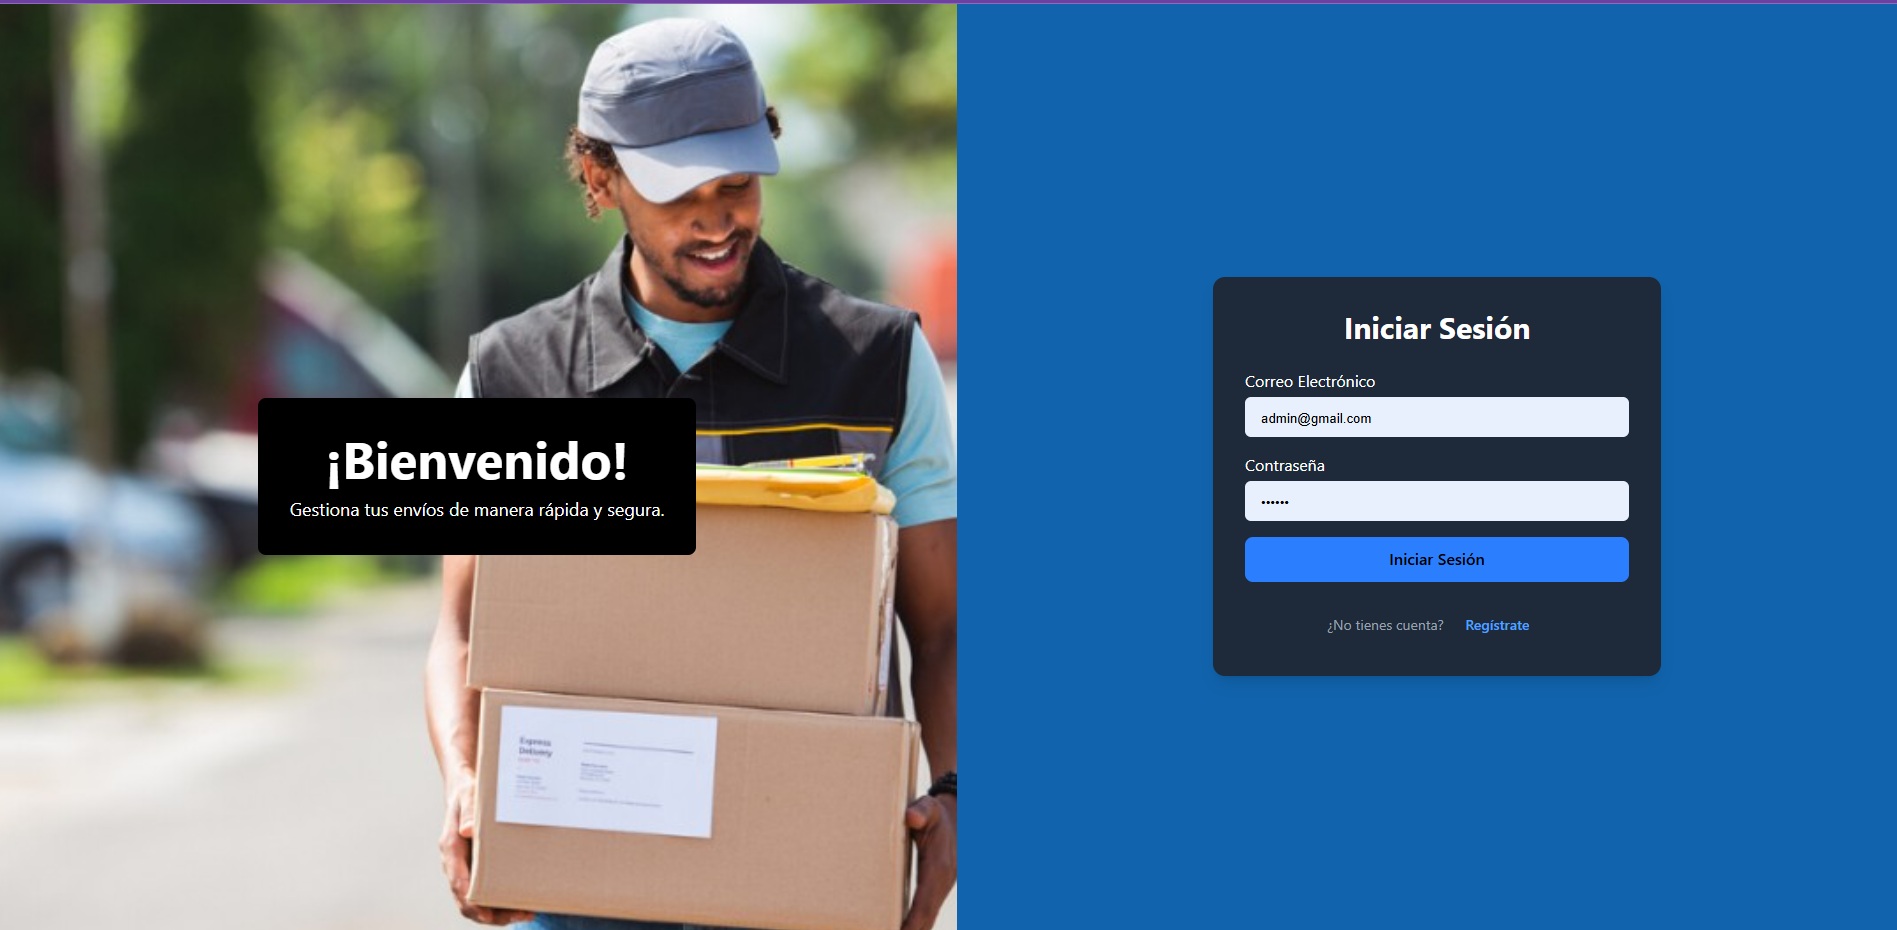 ¡Bienvenido!
Gestiona tus envíos de manera rápida y segura.
Express
Delivery
Iniciar Sesión
Correo Electrónico
admin@gmail.com
Contraseña
••••••
Iniciar Sesión
¿No tienes cuenta? Regístrate